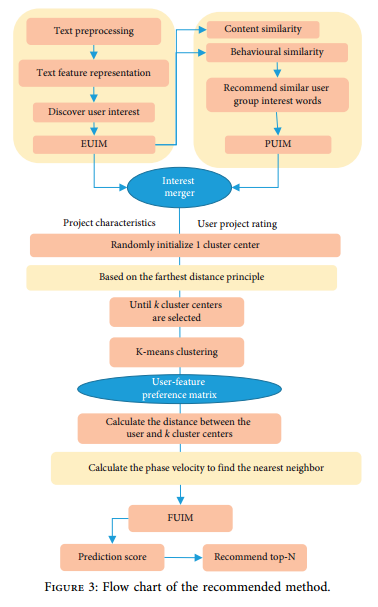 Text preprocessing
Text feature representation
Discover user interest
EUIM
Content similarity
Behavioural similarity
Recommend similar user
group interest words
PUIM
Interest
merger
Project characteristics
User project rating
Randomly initialize 1 cluster center
Based on the farthest distance principle
Until k cluster centers
are selected
K-means clustering
User-feature
preference matrix
Calculate the distance between the
user and k cluster centers
Calculate the phase velocity to find the nearest neighbor
FUIM
Prediction score
Recommend top-N
FIGURE 3: Flow chart of the recommended method.